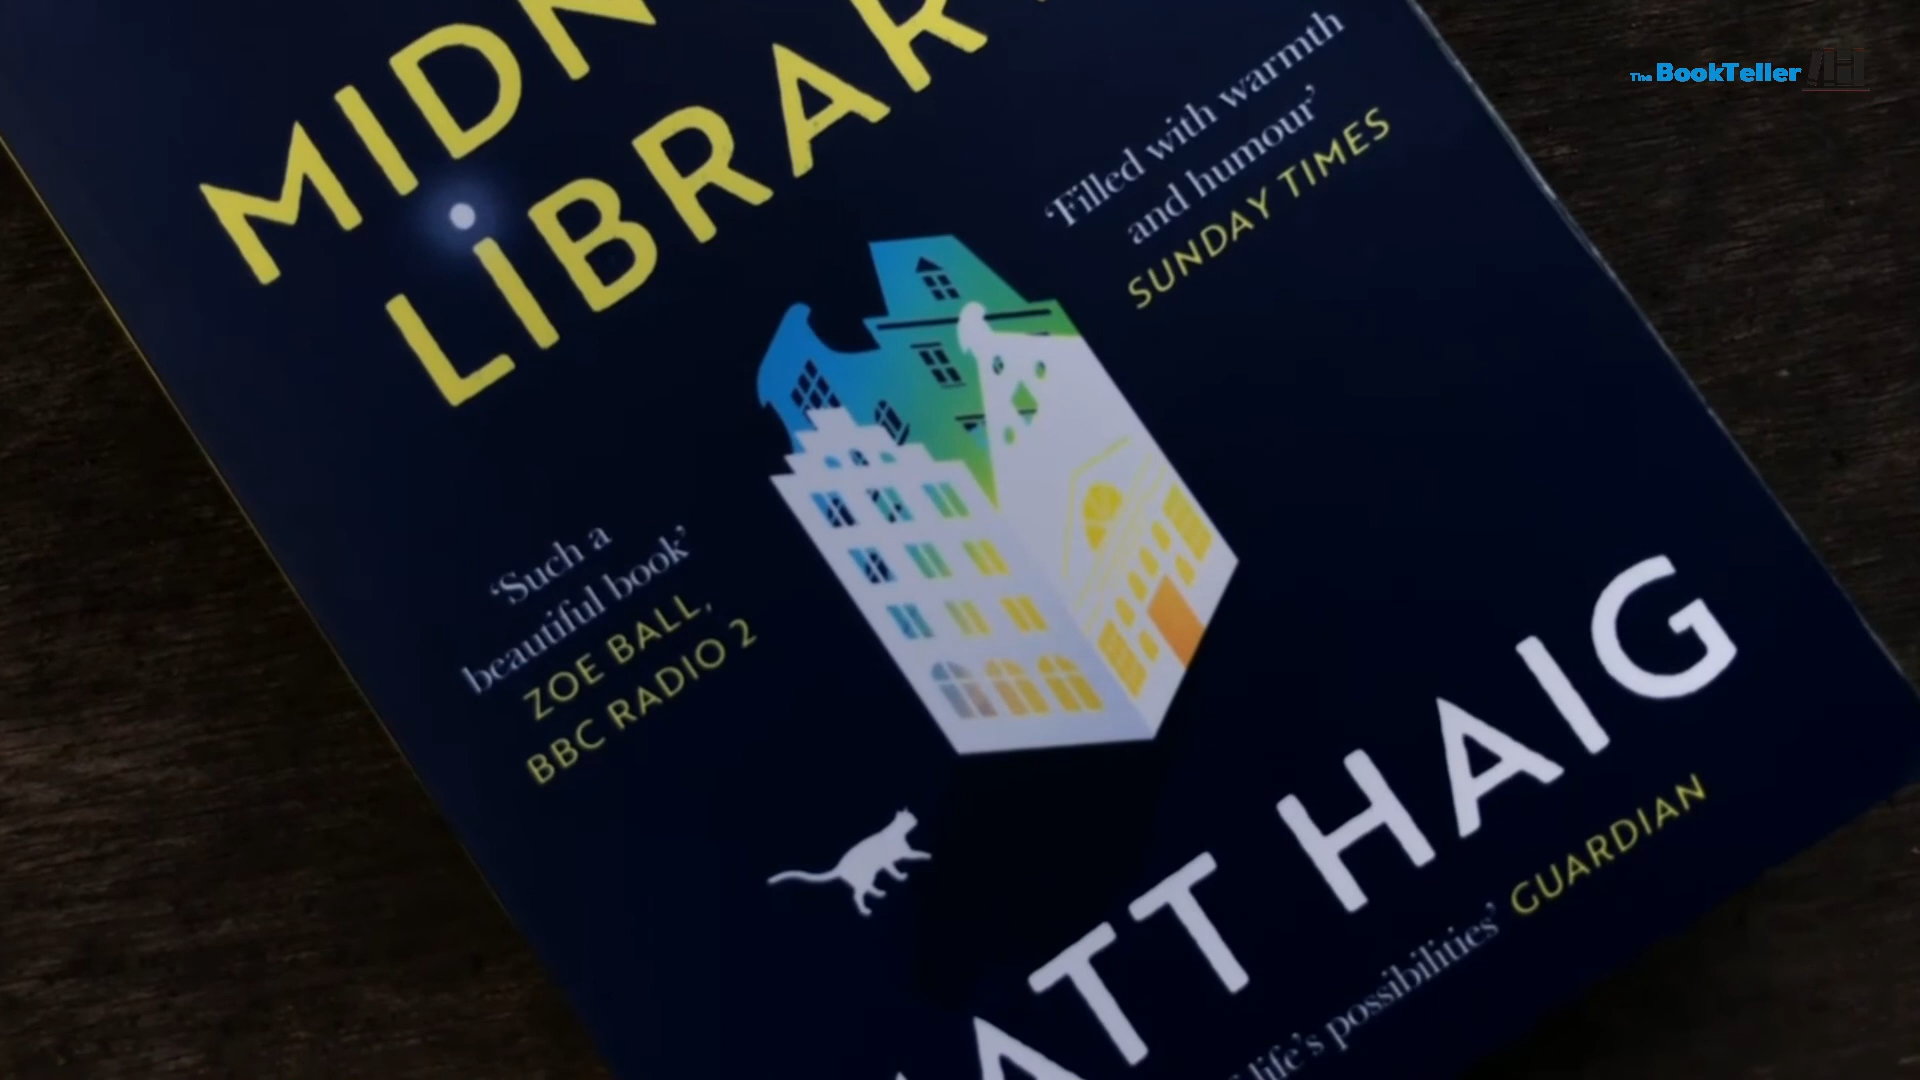 MIDN
LIBRAR
'Filled with warmth
and humour'
SUNDAY TIMES
'Such a
beautiful book'
ZOE BALL,
BBC RADIO 2
ATT HAIG
life's possibilities' GUARDIAN
The BookTeller